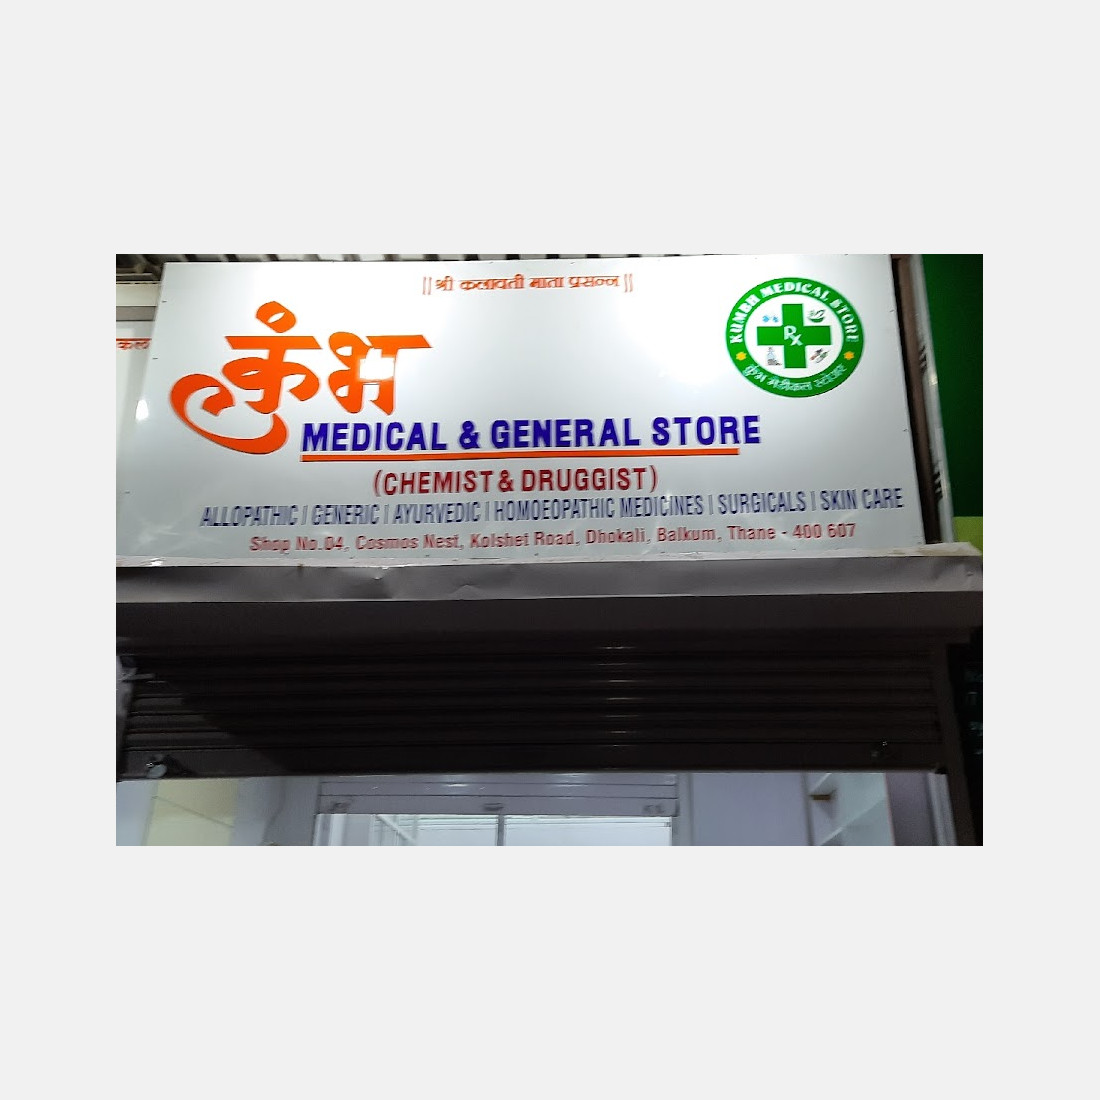 || श्री कलावती माता प्रसन्न ||
कुंभ
MEDICAL & GENERAL STORE
(CHEMIST & DRUGGIST)
ALLOPATHIC | GENERIC | AYURVEDIC | HOMOEOPATHIC MEDICINES | SURGICALS | SKIN CARE
Shop No.04, Cosmos Nest, Kolshet Road, Dhokali, Balkum, Thane - 400 607
KUMBH MEDICAL STORE
Rx
कुंभ मेडीकल स्टोअर